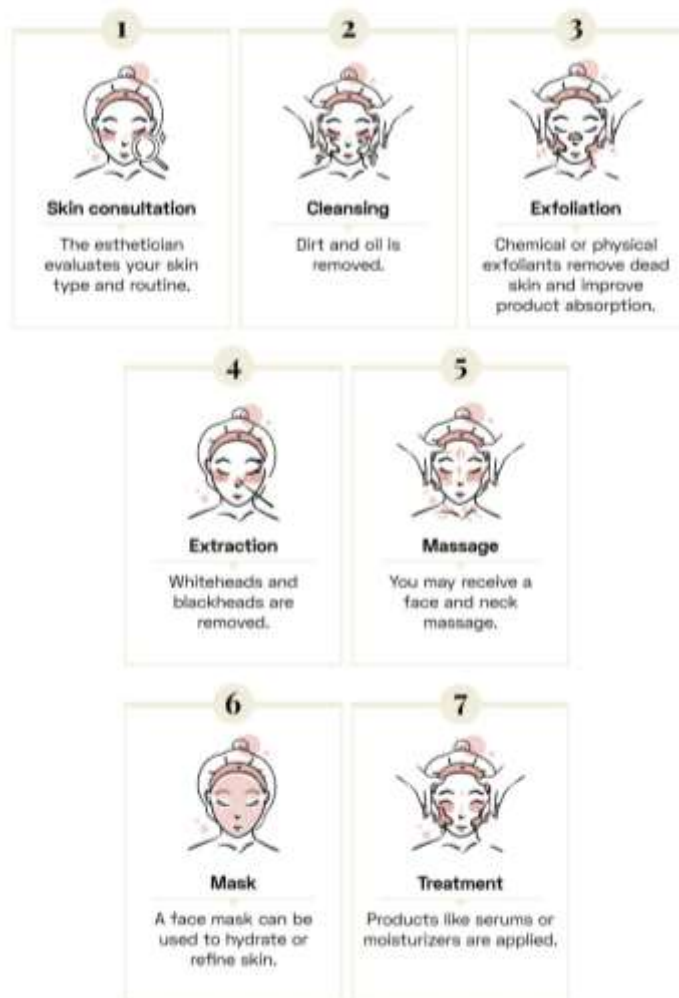 1
Skin consultation
The esthetician
evaluates your skin
type and routine.
2
Cleansing
Dirt and oil is
removed.
3
Exfoliation
Chemical or physical
exfoliants remove dead
skin and improve
product absorption.
4
Extraction
Whiteheads and
blackheads are
removed.
5
Massage
You may receive a
face and neck
massage.
6
Mask
A face mask can be
used to hydrate or
refine skin.
7
Treatment
Products like serums or
moisturizers are applied.